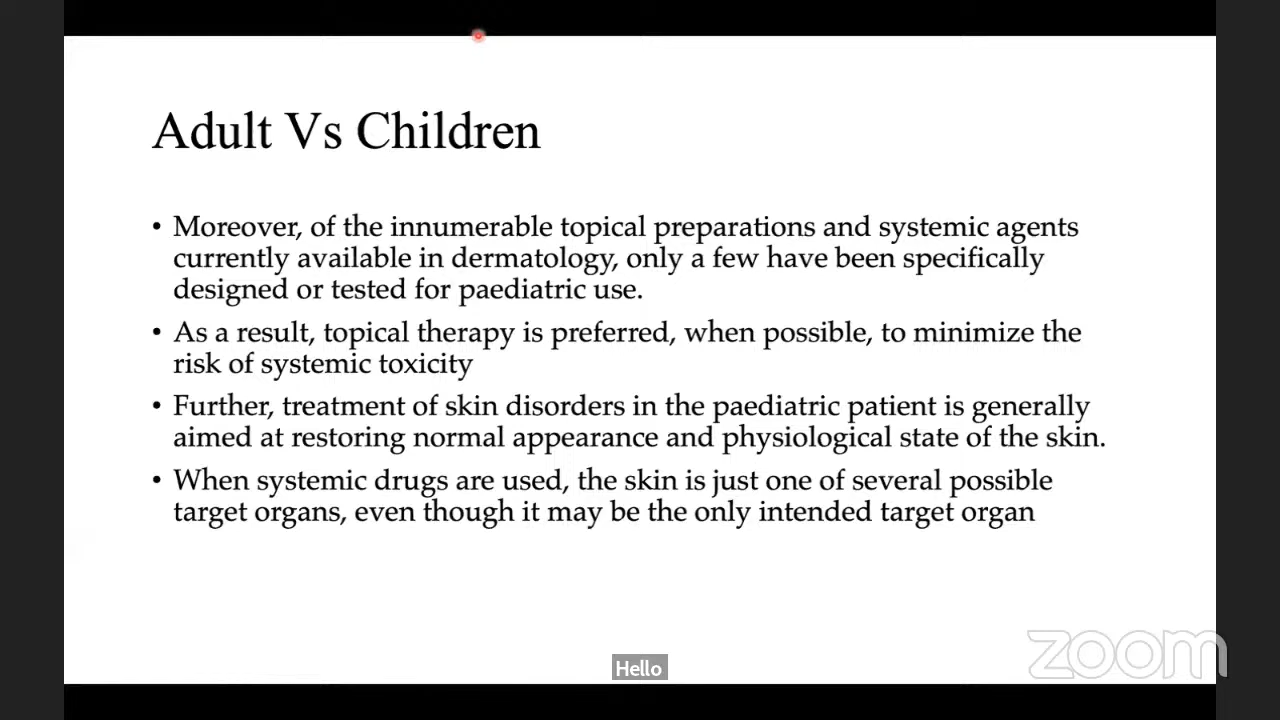 Adult Vs Children
• Moreover, of the innumerable topical preparations and systemic agents
currently available in dermatology, only a few have been specifically
designed or tested for paediatric use.
• As a result, topical therapy is preferred, when possible, to minimize the
risk of systemic toxicity
• Further, treatment of skin disorders in the paediatric patient is generally
aimed at restoring normal appearance and physiological state of the skin.
• When systemic drugs are used, the skin is just one of several possible
target organs, even though it may be the only intended target organ
zoom
Hello